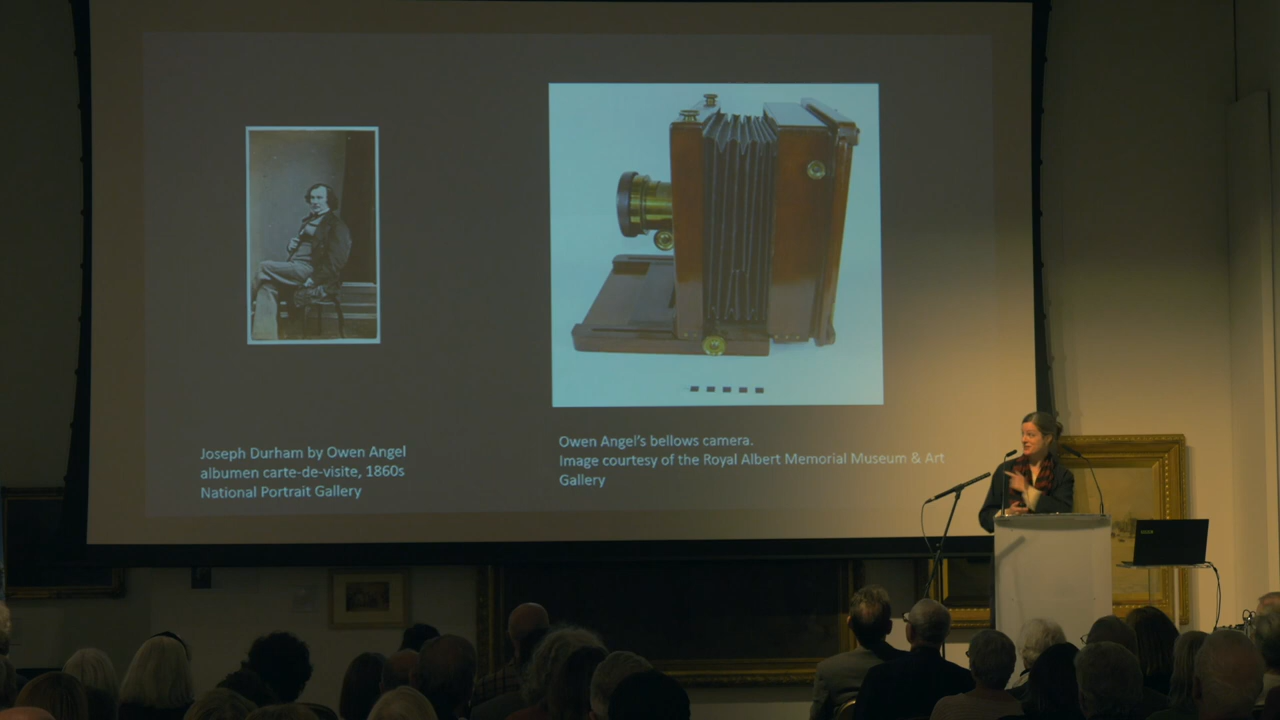 Joseph Durham by Owen Angel
albumen carte-de-visite, 1860s
National Portrait Gallery
Owen Angel's bellows camera.
Image courtesy of the Royal Albert Memorial Museum & Art
Gallery